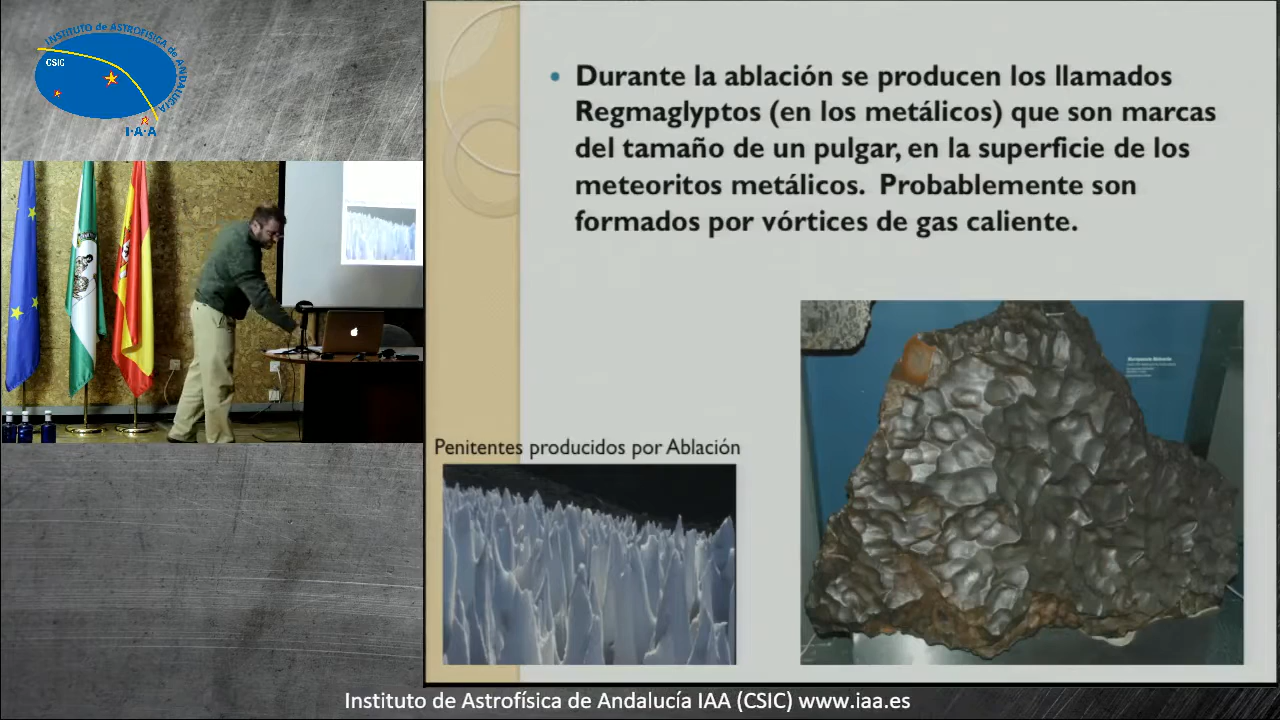 INSTITUTO de ASTROFISICA de ANDALUCIA
CSIC
I·A·A
• Durante la ablación se producen los llamados
Regmaglyptos (en los metálicos) que son marcas
del tamaño de un pulgar, en la superficie de los
meteoritos metálicos. Probablemente son
formados por vórtices de gas caliente.
Penitentes producidos por Ablación
Instituto de Astrofísica de Andalucía IAA (CSIC) www.iaa.es